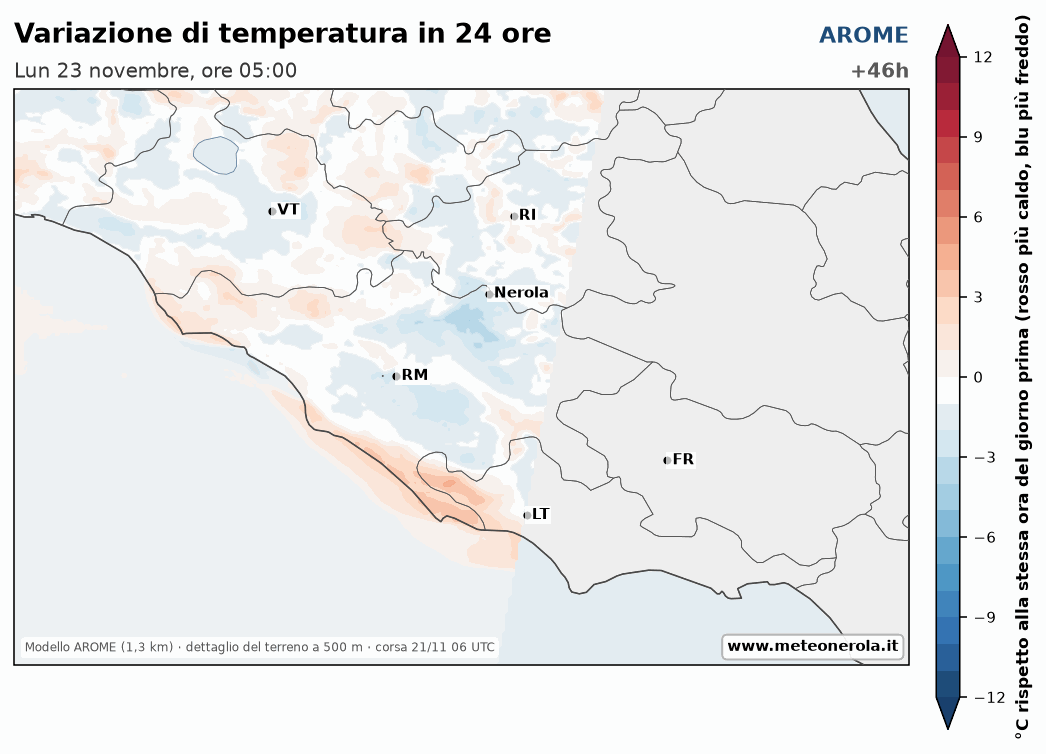 Variazione di temperatura in 24 ore
AROME
Lun 23 novembre, ore 05:00
+46h
VT
RI
Nerola
RM
FR
LT
Modello AROME (1,3 km) · dettaglio del terreno a 500 m · corsa 21/11 06 UTC
www.meteonerola.it
12
9
6
3
0
−3
−6
−9
−12
°C rispetto alla stessa ora del giorno prima (rosso più caldo, blu più freddo)